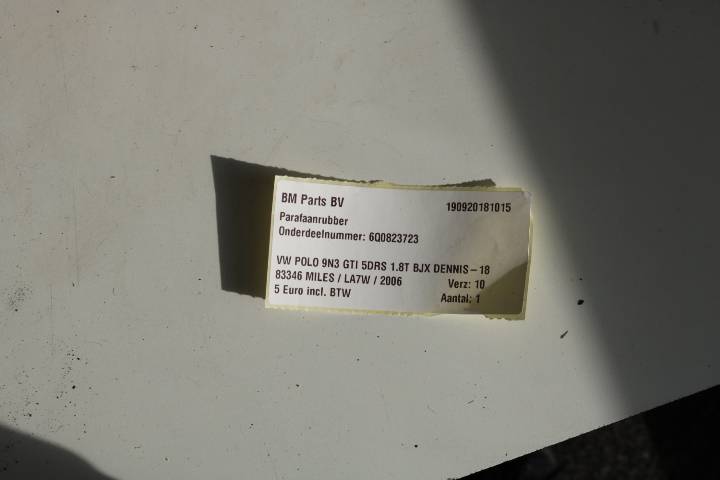 BM Parts BV 190920181015
Parafaanrubber
Onderdeelnummer: 6Q0823723
VW POLO 9N3 GTI 5DRS 1.8T BJX DENNIS-18
83346 MILES / LA7W / 2006 Verz: 10
5 Euro incl. BTW Aantal: 1